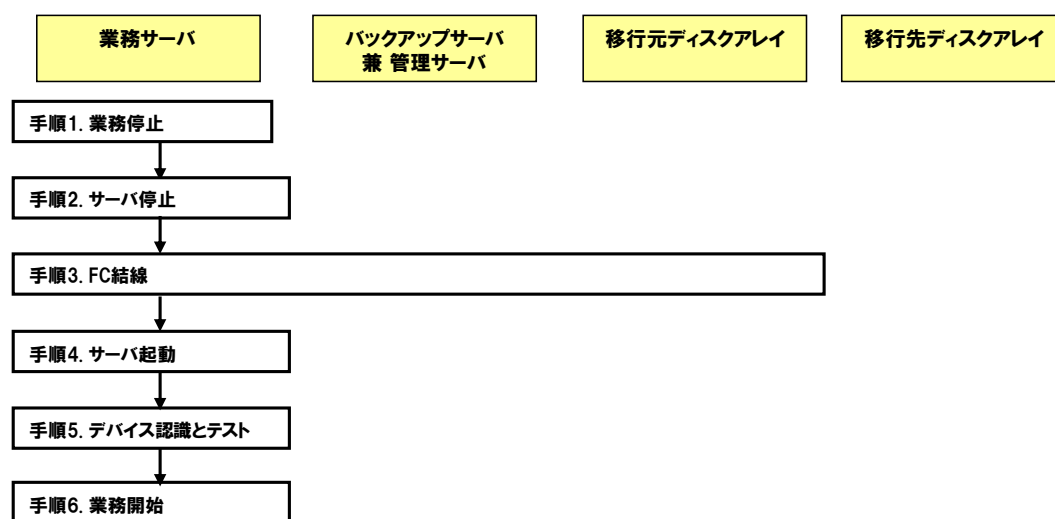 業務サーバ
バックアップサーバ
兼 管理サーバ
移行元ディスクアレイ
移行先ディスクアレイ
手順1. 業務停止
手順2. サーバ停止
手順3. FC結線
手順4. サーバ起動
手順5. デバイス認識とテスト
手順6. 業務開始